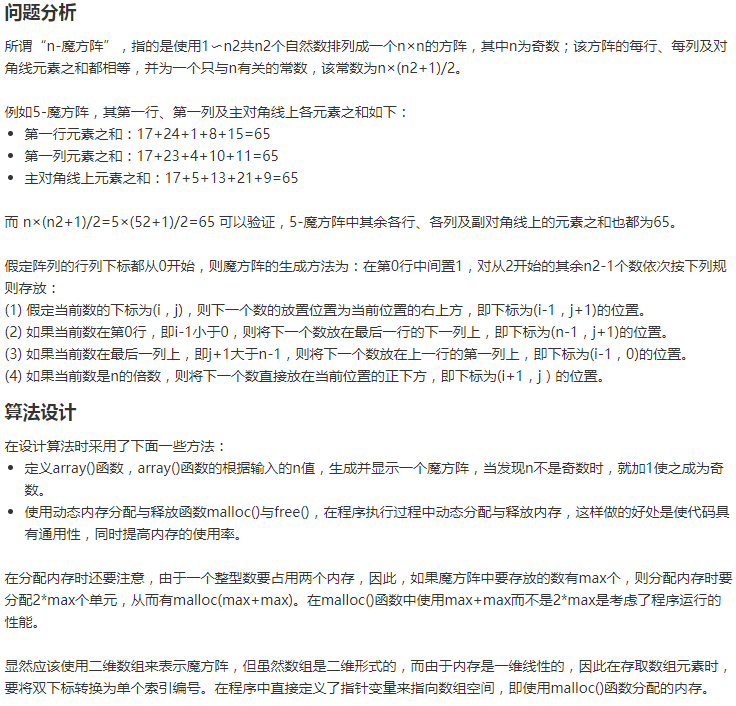 问题分析
所谓“n-魔方阵”，指的是使用1∽n2共n2个自然数排列成一个n×n的方阵，其中n为奇数；该方阵的每行、每列及对
角线元素之和都相等，并为一个只与n有关的常数，该常数为n×(n2+1)/2。
例如5-魔方阵，其第一行、第一列及主对角线上各元素之和如下：
• 第一行元素之和：17+24+1+8+15=65
• 第一列元素之和：17+23+4+10+11=65
• 主对角线上元素之和：17+5+13+21+9=65
而 n×(n2+1)/2=5×(52+1)/2=65 可以验证，5-魔方阵中其余各行、各列及副对角线上的元素之和也都为65。
假定阵列的行列下标都从0开始，则魔方阵的生成方法为：在第0行中间置1，对从2开始的其余n2-1个数依次按下列规
则存放：
(1) 假定当前数的下标为(i，j)，则下一个数的放置位置为当前位置的右上方，即下标为(i-1，j+1)的位置。
(2) 如果当前数在第0行，即i-1小于0，则将下一个数放在最后一行的下一列上，即下标为(n-1，j+1)的位置。
(3) 如果当前数在最后一列上，即j+1大于n-1，则将下一个数放在上一行的第一列上，即下标为(i-1，0)的位置。
(4) 如果当前数是n的倍数，则将下一个数直接放在当前位置的正下方，即下标为(i+1，j ) 的位置。
算法设计
在设计算法时采用了下面一些方法：
• 定义array()函数，array()函数的根据输入的n值，生成并显示一个魔方阵，当发现n不是奇数时，就加1使之成为奇
数。
• 使用动态内存分配与释放函数malloc()与free()，在程序执行过程中动态分配与释放内存，这样做的好处是使代码具
有通用性，同时提高内存的使用率。
在分配内存时还要注意，由于一个整型数要占用两个内存，因此，如果魔方阵中要存放的数有max个，则分配内存时要
分配2*max个单元，从而有malloc(max+max)。在malloc()函数中使用max+max而不是2*max是考虑了程序运行的
性能。
显然应该使用二维数组来表示魔方阵，但虽然数组是二维形式的，而由于内存是一维线性的，因此在存取数组元素时，
要将双下标转换为单个索引编号。在程序中直接定义了指针变量来指向数组空间，即使用malloc()函数分配的内存。